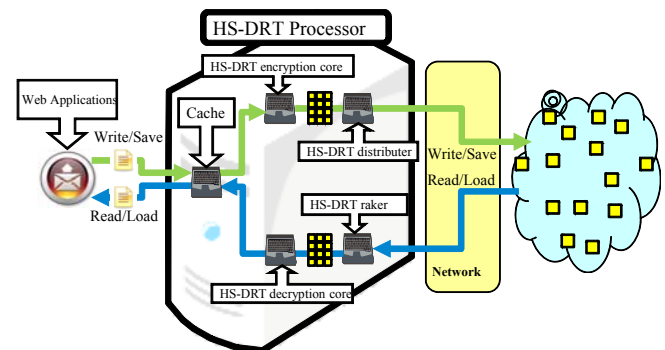 HS-DRT Processor
HS-DRT encryption core
Web Applications
Cache
Write/Save
HS-DRT distributer
Write/Save
Read/Load
Read/Load
HS-DRT raker
Network
HS-DRT decryption core